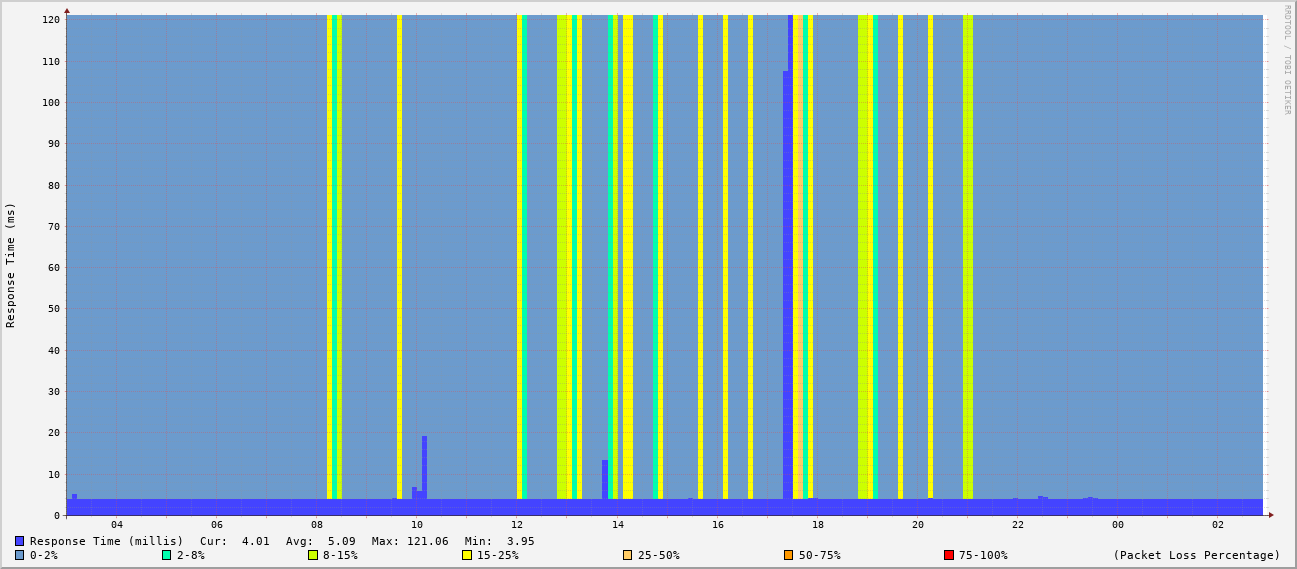 RRDTOOL / TOBI OETIKER
Response Time (ms)
120
110
100
90
80
70
60
50
40
30
20
10
0
04 06 08 10 12 14 16 18 20 22 00 02
Response Time (millis) Cur: 4.01 Avg: 5.09 Max: 121.06 Min: 3.95
0-2% 2-8% 8-15% 15-25% 25-50% 50-75% 75-100% (Packet Loss Percentage)